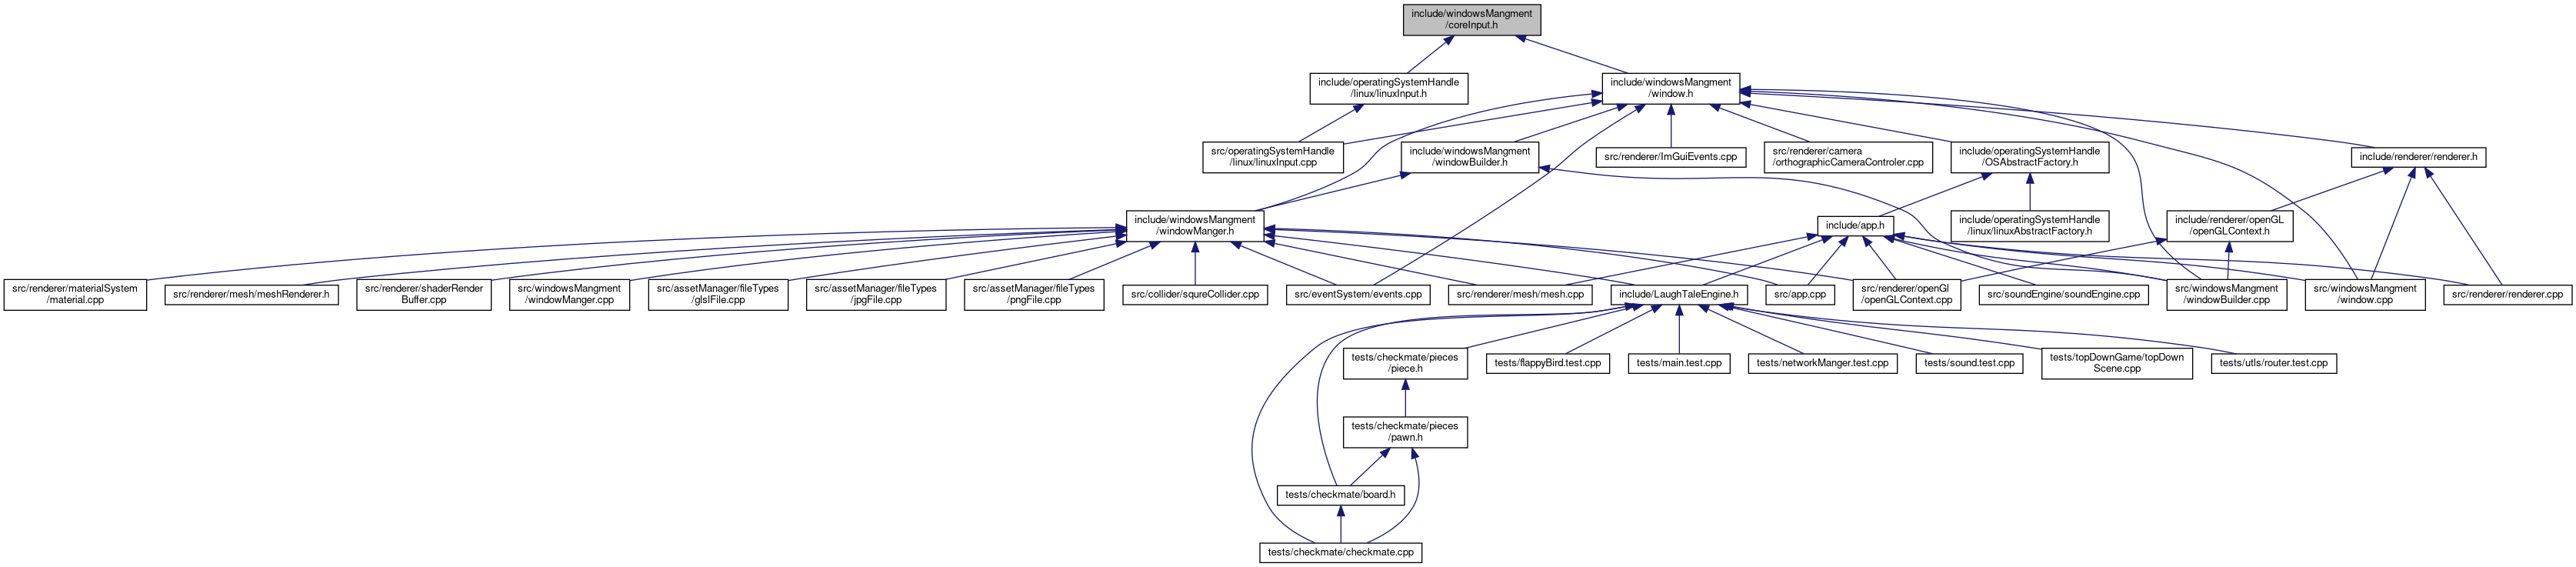 include/windowsMangment
/coreInput.h
include/operatingSystemHandle
/linux/linuxInput.h
include/windowsMangment
/window.h
src/operatingSystemHandle
/linux/linuxInput.cpp
include/windowsMangment
/windowBuilder.h
src/renderer/ImGuiEvents.cpp
src/renderer/camera
/orthographicCameraControler.cpp
include/operatingSystemHandle
/OSAbstractFactory.h
include/renderer/renderer.h
include/windowsMangment
/windowManger.h
include/app.h
include/operatingSystemHandle
/linux/linuxAbstractFactory.h
include/renderer/openGL
/openGLContext.h
src/renderer/materialSystem
/material.cpp
src/renderer/mesh/meshRenderer.h
src/renderer/shaderRender
Buffer.cpp
src/windowsMangment
/windowManger.cpp
src/assetManager/fileTypes
/glslFile.cpp
src/assetManager/fileTypes
/jpgFile.cpp
src/assetManager/fileTypes
/pngFile.cpp
src/collider/squreCollider.cpp
src/eventSystem/events.cpp
src/renderer/mesh/mesh.cpp
include/LaughTaleEngine.h
src/app.cpp
src/renderer/openGl
/openGLContext.cpp
src/soundEngine/soundEngine.cpp
src/windowsMangment
/windowBuilder.cpp
src/windowsMangment
/window.cpp
src/renderer/renderer.cpp
tests/checkmate/pieces
/piece.h
tests/flappyBird.test.cpp
tests/main.test.cpp
tests/networkManger.test.cpp
tests/sound.test.cpp
tests/topDownGame/topDown
Scene.cpp
tests/utls/router.test.cpp
tests/checkmate/pieces
/pawn.h
tests/checkmate/board.h
tests/checkmate/checkmate.cpp